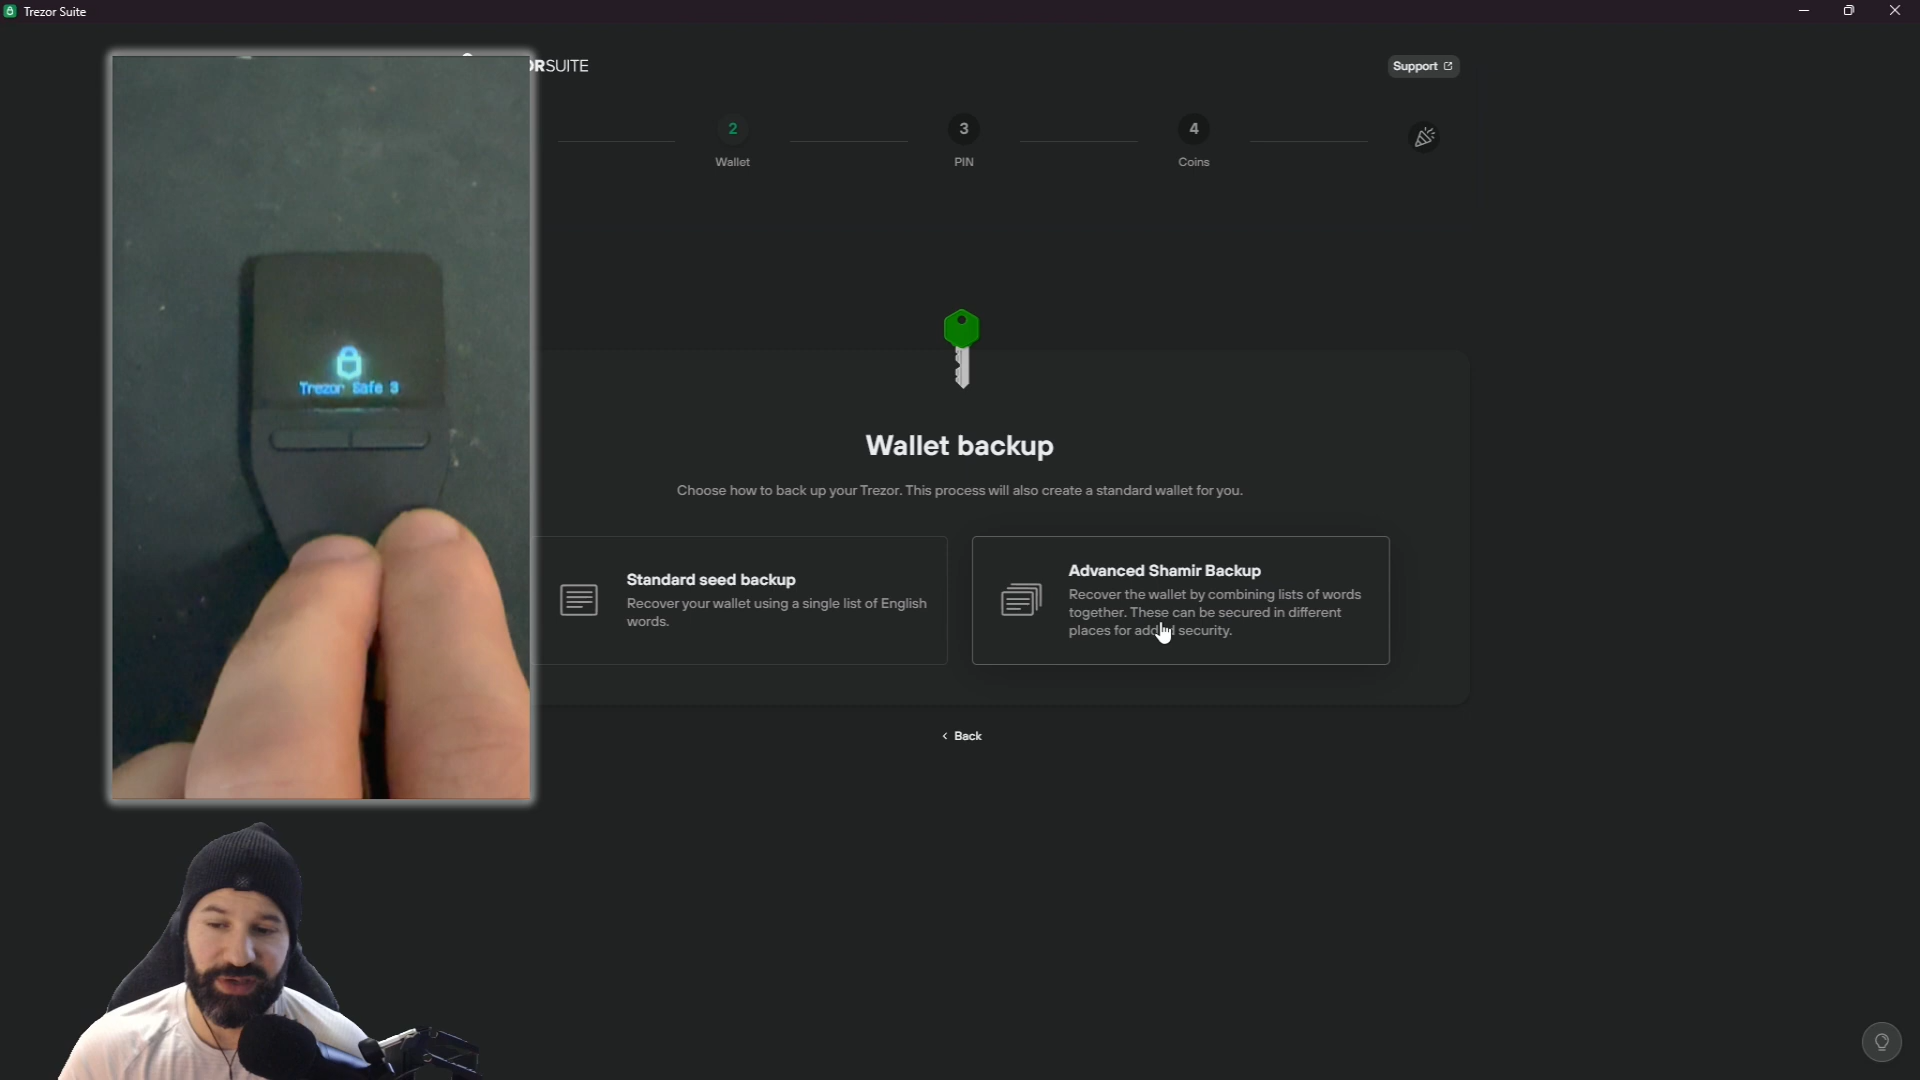 Trezor Suite
ORSUITE
Support
2
3
4
Wallet
PIN
Coins
Trezor Safe 3
Wallet backup
Choose how to back up your Trezor. This process will also create a standard wallet for you.
Standard seed backup
Recover your wallet using a single list of English
words.
Advanced Shamir Backup
Recover the wallet by combining lists of words
together. These can be secured in different
places for added security.
< Back